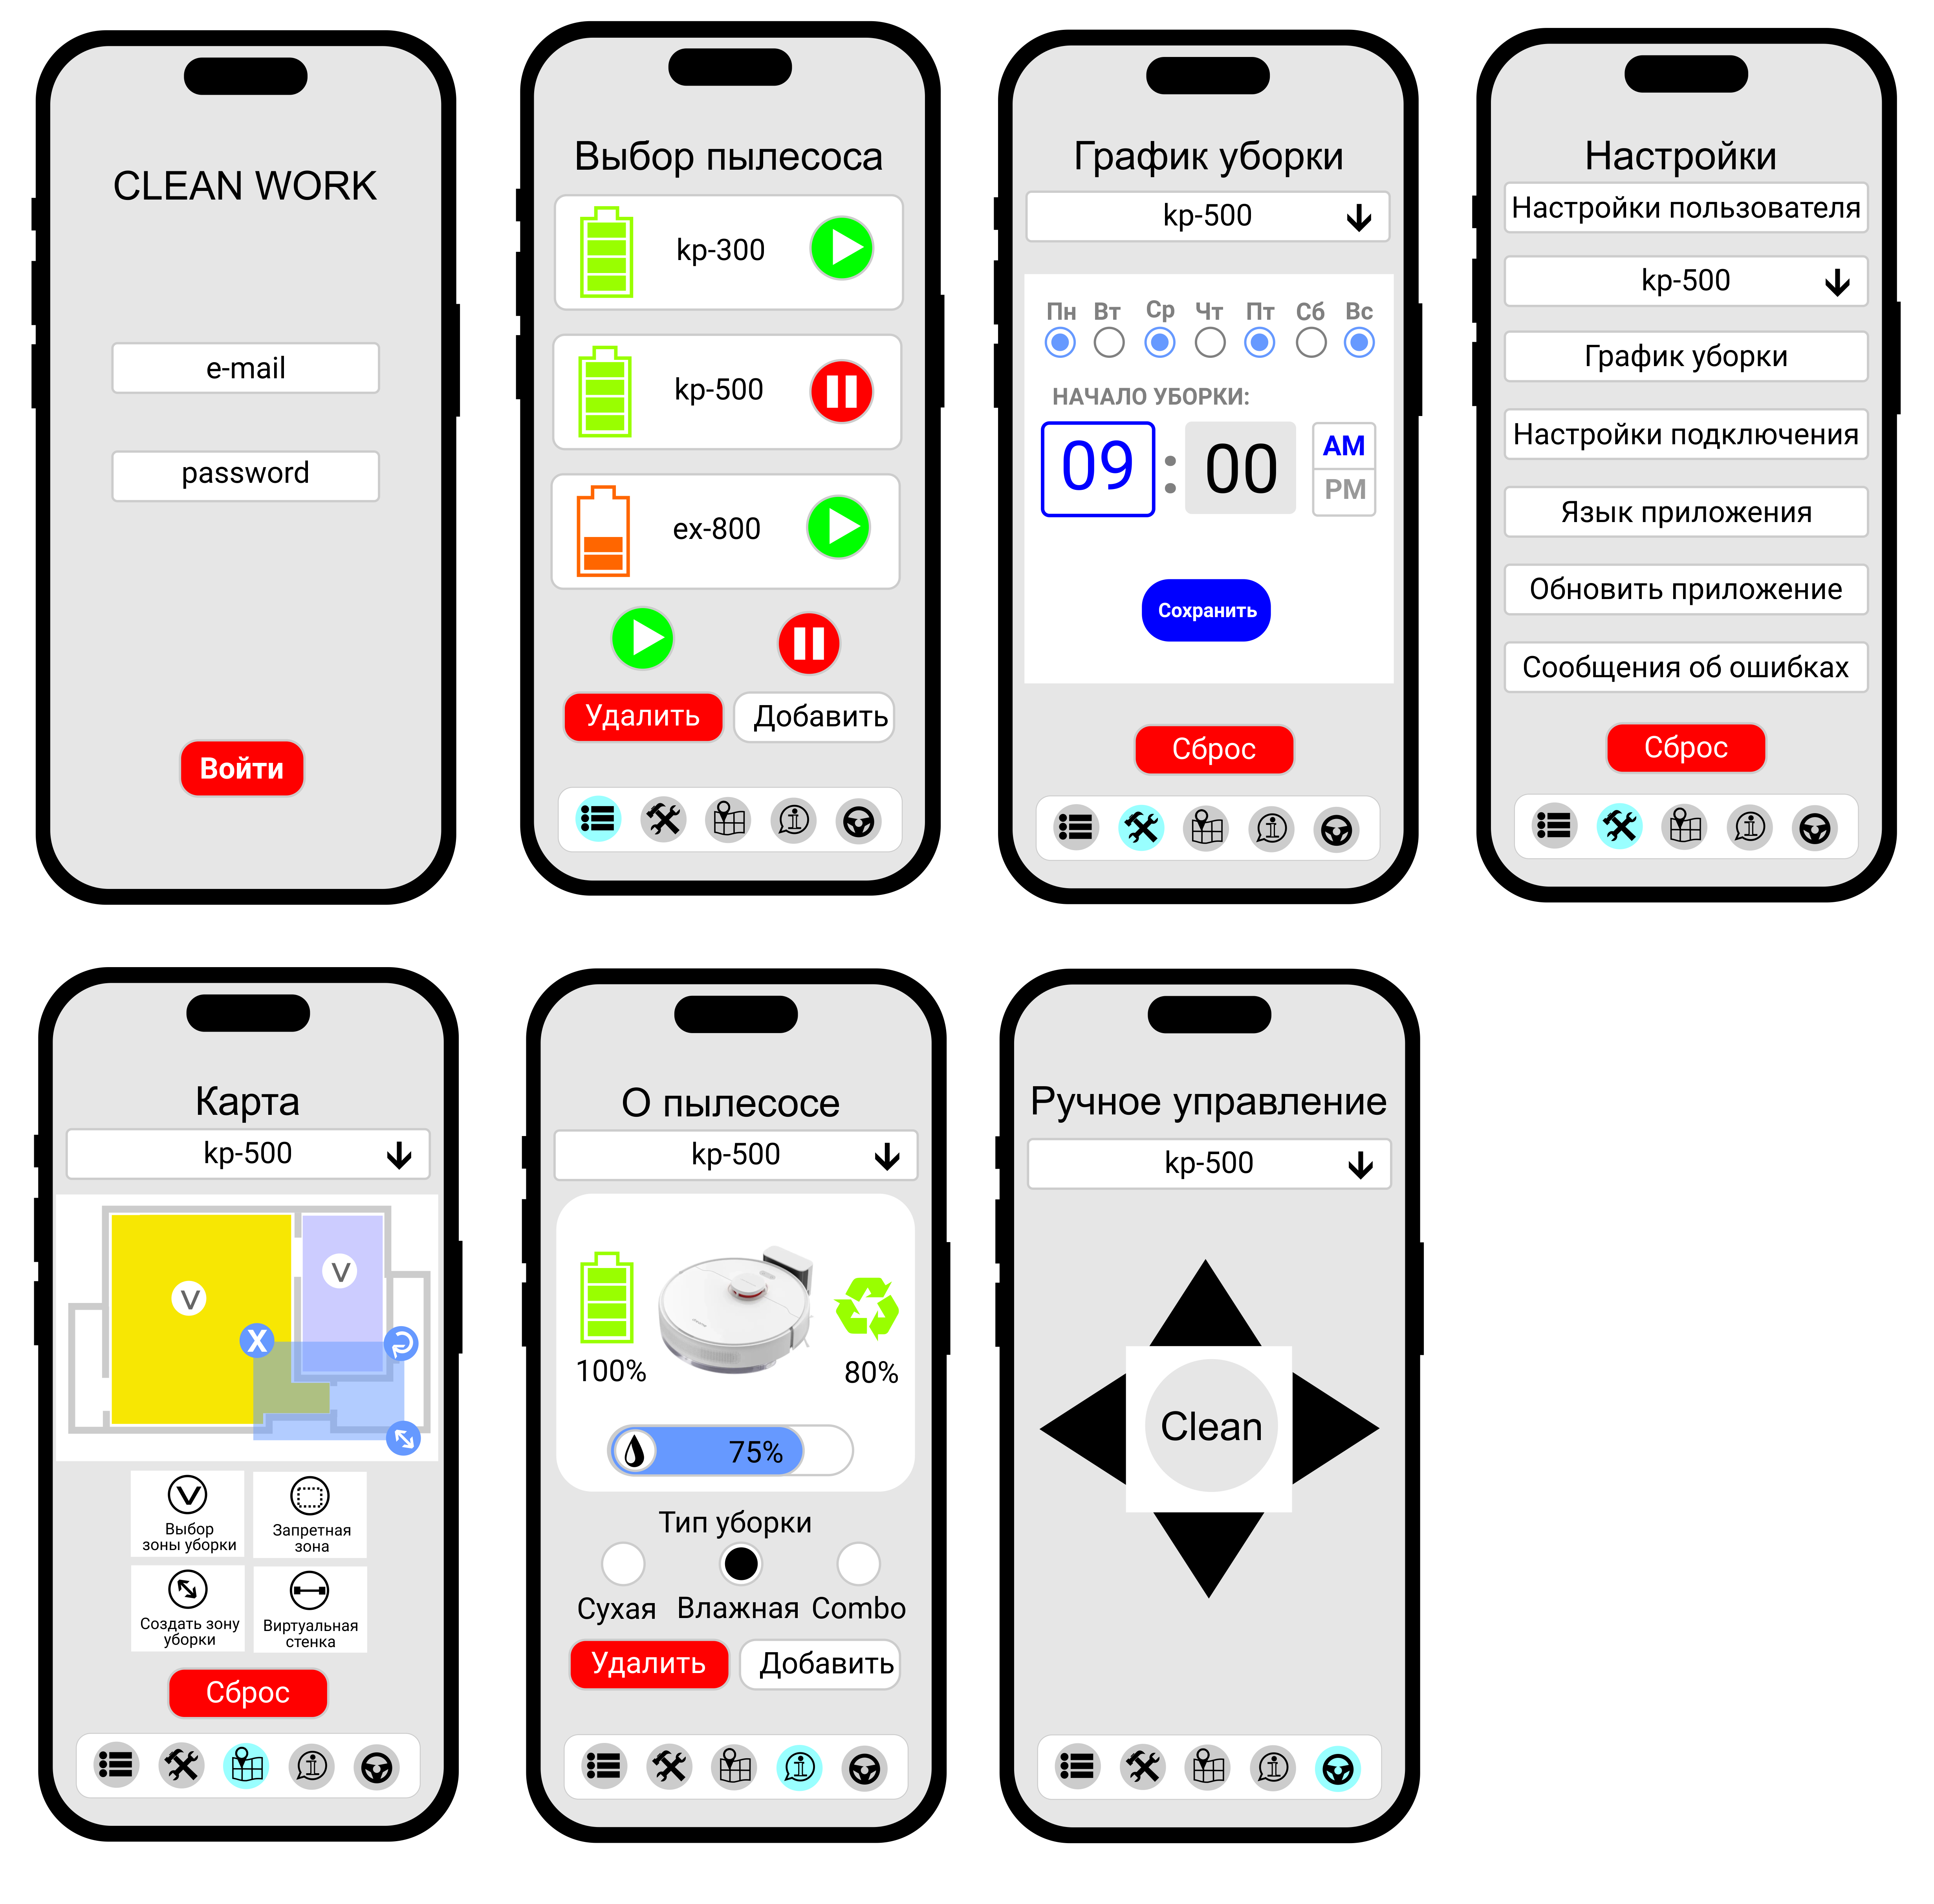 CLEAN WORK
e-mail
password
Войти
Выбор пылесоса
kp-300
kp-500
ex-800
Удалить
Добавить
График уборки
kp-500
Пн Вт Ср Чт Пт Сб Вс
НАЧАЛО УБОРКИ:
09 : 00
AM
PM
Сохранить
Сброс
Настройки
Настройки пользователя
kp-500
График уборки
Настройки подключения
Язык приложения
Обновить приложение
Сообщения об ошибках
Сброс
Карта
kp-500
V
V
X
Выбор
зоны уборки
Запретная
зона
Создать зону
уборки
Виртуальная
стенка
Сброс
О пылесосе
kp-500
100%
80%
75%
Тип уборки
Сухая Влажная Combo
Удалить
Добавить
Ручное управление
kp-500
Clean